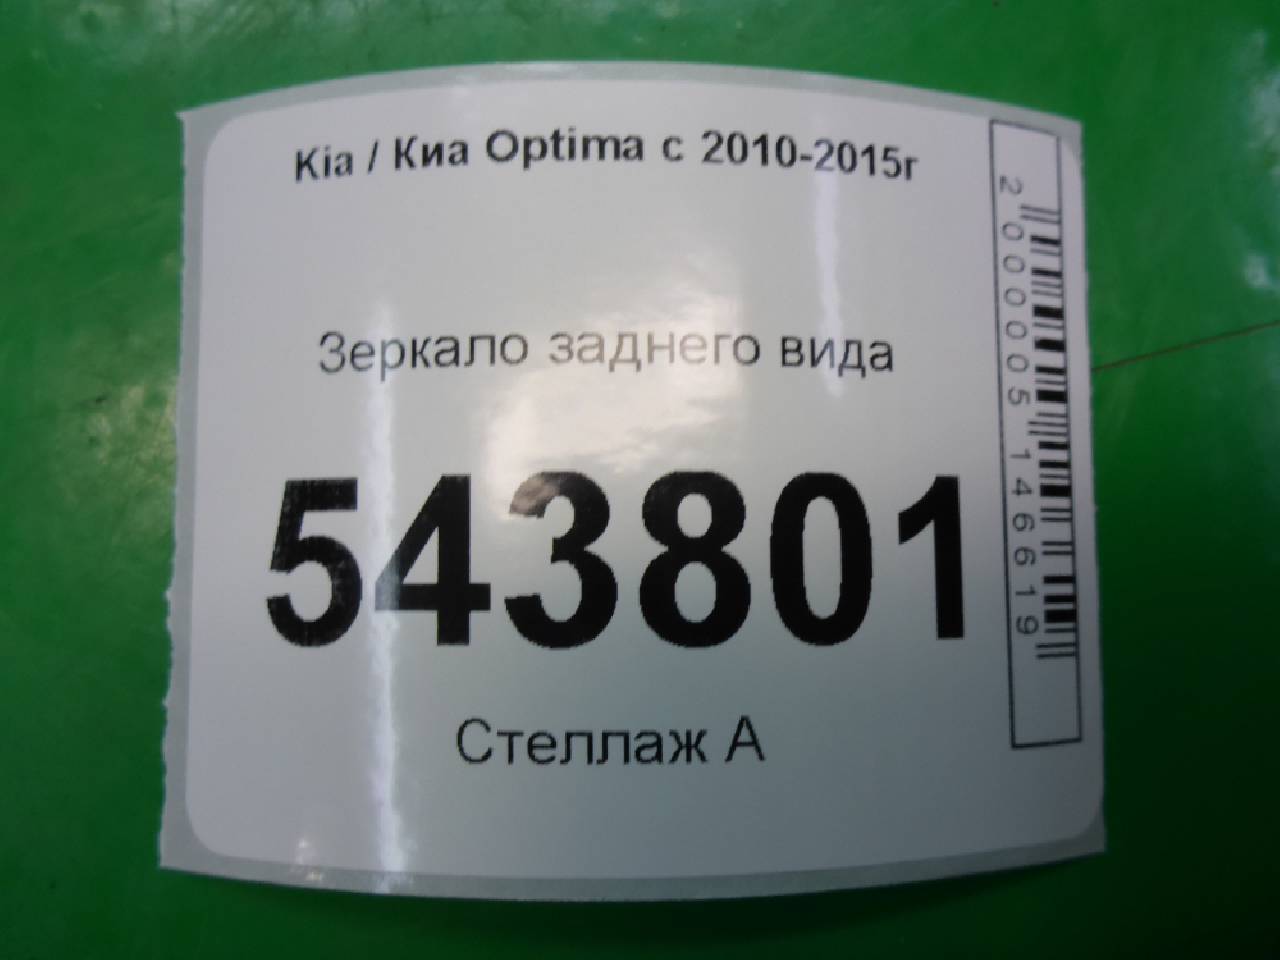 Kia / Киа Optima с 2010-2015г
Зеркало заднего вида
543801
Стеллаж А
2000005146619